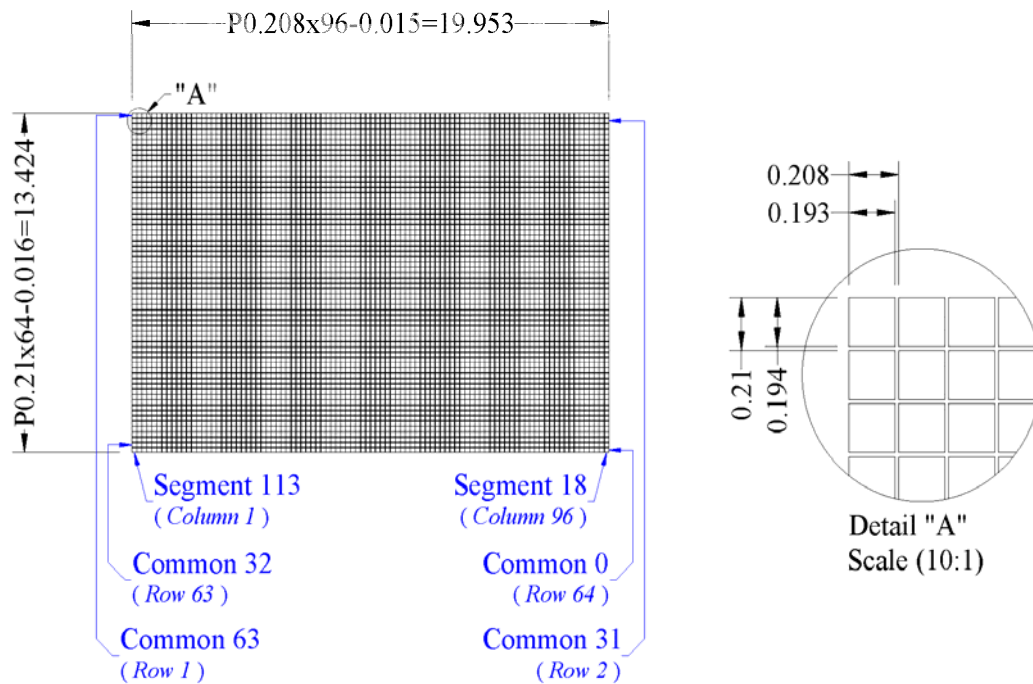 P0.208x96-0.015=19.953
"A"
P0.21x64-0.016=13.424
0.208
0.193
0.21
0.194
Segment 113
( Column 1 )
Segment 18
( Column 96 )
Common 32
( Row 63 )
Common 0
( Row 64 )
Common 63
( Row 1 )
Common 31
( Row 2 )
Detail "A"
Scale (10:1)